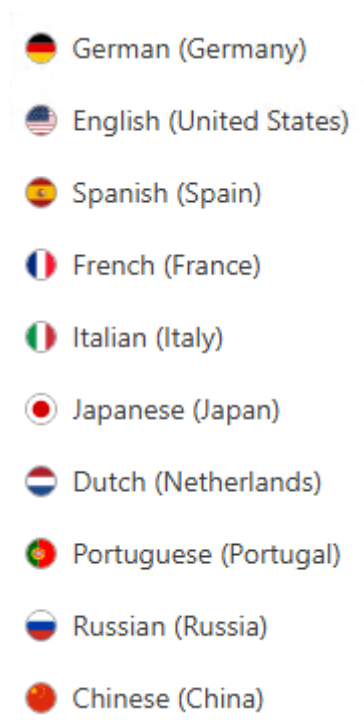 German (Germany)
English (United States)
Spanish (Spain)
French (France)
Italian (Italy)
Japanese (Japan)
Dutch (Netherlands)
Portuguese (Portugal)
Russian (Russia)
Chinese (China)